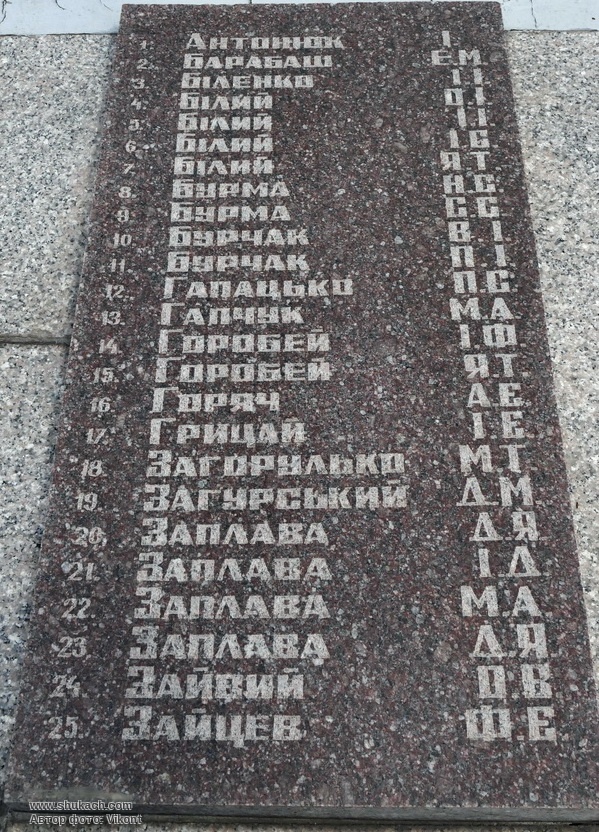 1. Антонюк І
2. Барабаш Е.М.
3. Біленко І.І.
4. Білий О.І.
5. Білий
6. Білий І.С.
7. Білий Я.Т.
8. Бурма Н.С.
9. Бурма С.С.
10. Бурчак В.І.
11. Бурчак П.І.
12. Гапацько П.С.
13. Гапчук М.А.
14. Горобей І.Ф.
15. Горобей Я.Т.
16. Горяч А.Е.
17. Грицай І.Е.
18. Загорулько М.Т.
19. Загурський Д.М.
20. Заплава Д.Я.
21. Заплава І.Д.
22. Заплава М.А.
23. Заплава Д.Я.
24. Зайвий О.В.
25. Зайцев Ф.Е.
www.shukach.com
Автор фото: Vikont